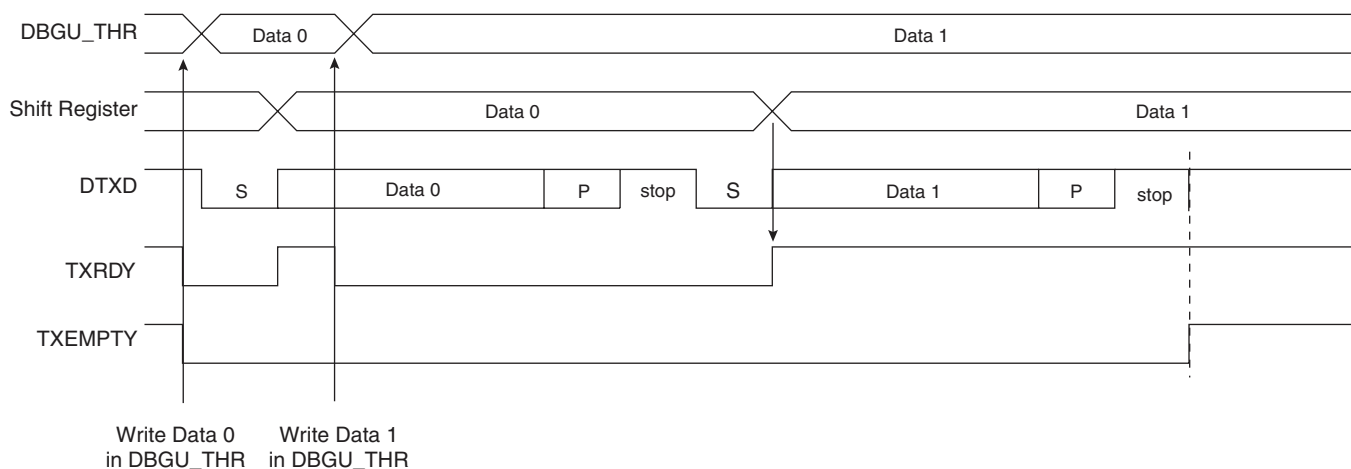 DBGU_THR Data 0 Data 1
Shift Register Data 0 Data 1
DTXD S Data 0 P stop S Data 1 P stop
TXRDY
TXEMPTY
Write Data 0 Write Data 1
in DBGU_THR in DBGU_THR